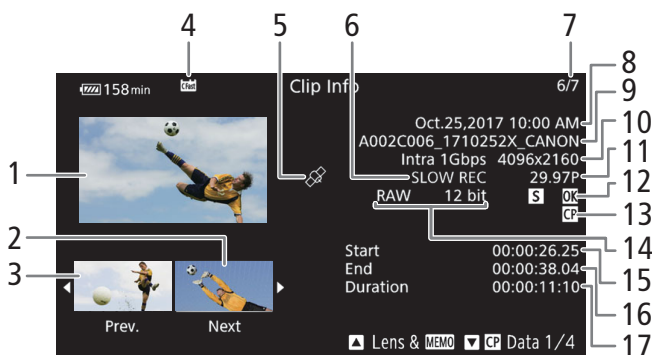 4 5 6 7
158 min CFast Clip Info 6/7
8
Oct.25,2017 10:00 AM
9
A002C006_1710252X_CANON
10
Intra 1Gbps 4096x2160
11
1 SLOW REC 29.97P
12
RAW 12 bit S OK
CP 13
2
14
Start 00:00:26.25
15
3 End 00:00:38.04
16
Duration 00:00:11:10
17
Prev. Next
Lens & MEMO CP Data 1/4